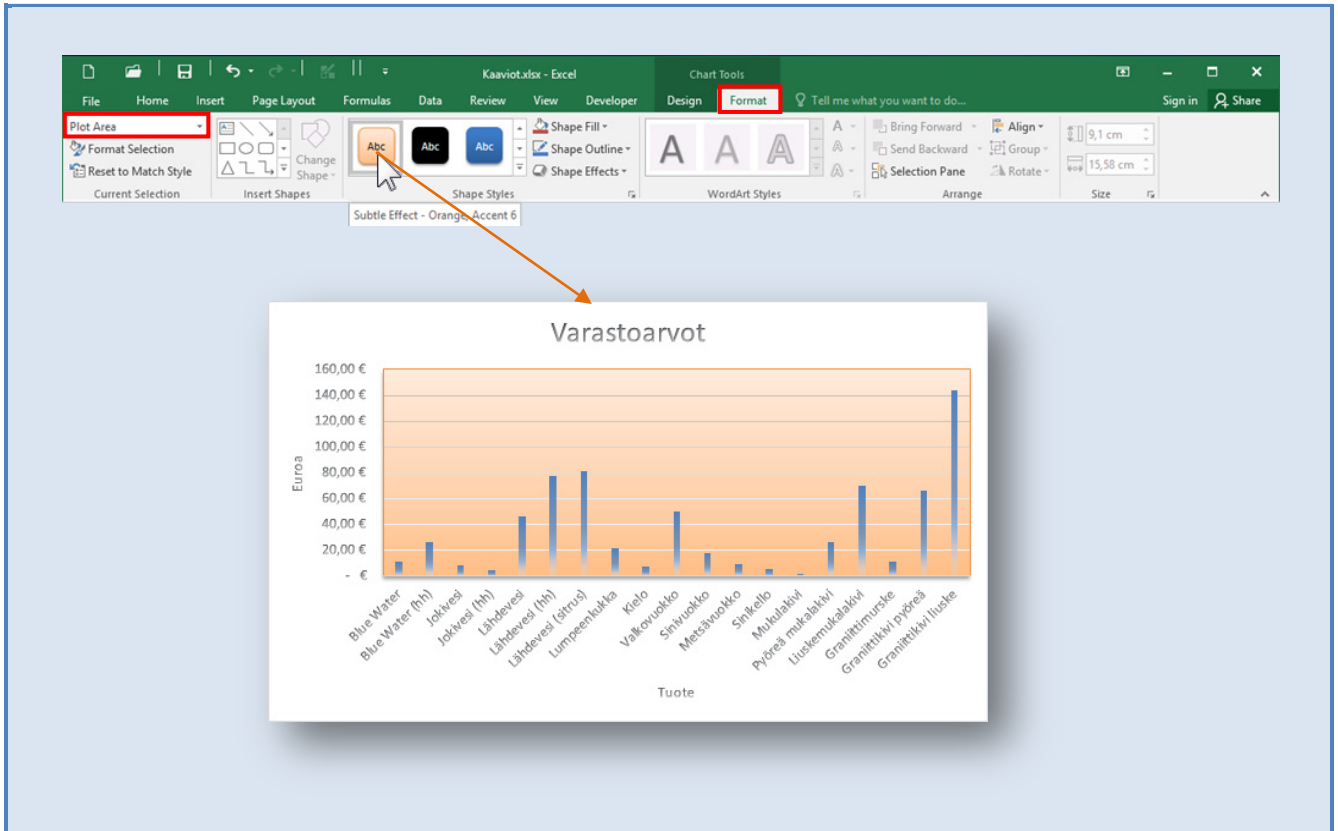 Kaaviot.xlsx - Excel
Chart Tools
File Home Insert Page Layout Formulas Data Review View Developer Design Format Tell me what you want to do... Sign in Share
Plot Area
Format Selection
Reset to Match Style
Current Selection
Change Shape
Insert Shapes
Abc Abc Abc
Shape Fill
Shape Outline
Shape Effects
Shape Styles
A A A
WordArt Styles
Bring Forward
Send Backward
Selection Pane
Align
Group
Rotate
Arrange
9,1 cm
15,58 cm
Size
Subtle Effect - Orange, Accent 6
Varastoarvot
160,00 €
140,00 €
120,00 €
100,00 €
80,00 €
60,00 €
40,00 €
20,00 €
- €
Euroa
Blue Water
Blue Water (hh)
Jokivesi
Jokivesi (hh)
Lähdevesi
Lähdevesi (hh)
Lähdevesi (sitrus)
Lumpeenkukka
Kielo
Valkovuokko
Sinivuokko
Metsävuokko
Sinikello
Mukulakivi
Pyöreä mukalakivi
Liuskemukalakivi
Graniittimurske
Graniittikivi pyöreä
Graniittikivi liuske
Tuote